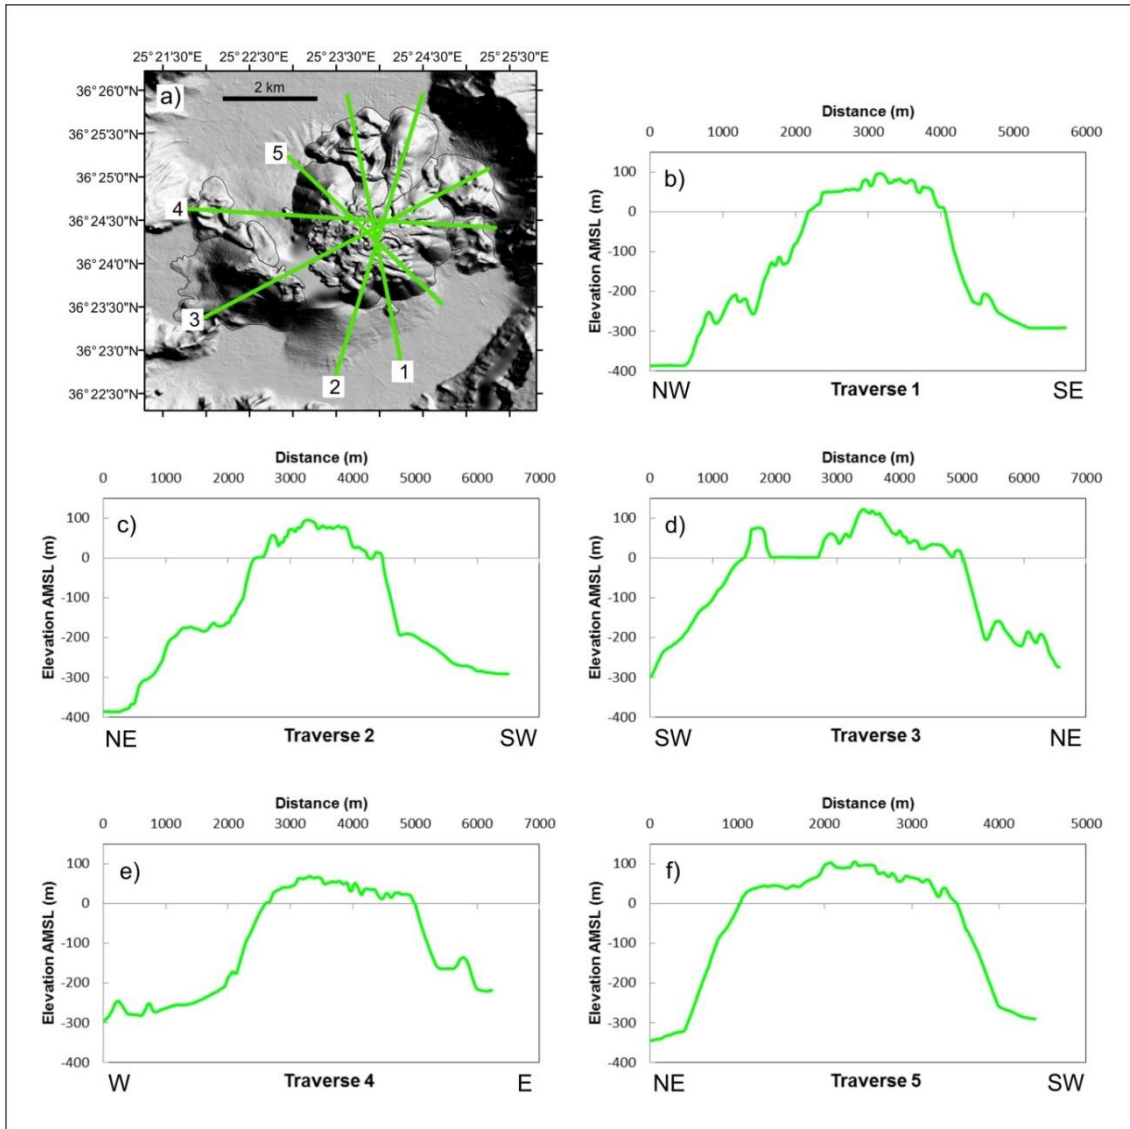 25°21'30"E 25°22'30"E 25°23'30"E 25°24'30"E 25°25'30"E
a)
2 km
36°26'0"N
36°25'30"N
36°25'0"N
36°24'30"N
36°24'0"N
36°23'30"N
36°23'0"N
36°22'30"N
5
4
3
2
1
Distance (m)
0 1000 2000 3000 4000 5000 6000
b)
Elevation AMSL (m)
100
0
-100
-200
-300
-400
NW Traverse 1 SE
Distance (m)
0 1000 2000 3000 4000 5000 6000 7000
c)
Elevation AMSL (m)
100
0
-100
-200
-300
-400
NE Traverse 2 SW
Distance (m)
0 1000 2000 3000 4000 5000 6000 7000
d)
Elevation AMSL (m)
100
0
-100
-200
-300
-400
SW Traverse 3 NE
Distance (m)
0 1000 2000 3000 4000 5000 6000 7000
e)
Elevation AMSL (m)
100
0
-100
-200
-300
-400
W Traverse 4 E
Distance (m)
0 1000 2000 3000 4000 5000
f)
Elevation AMSL (m)
100
0
-100
-200
-300
-400
NE Traverse 5 SW